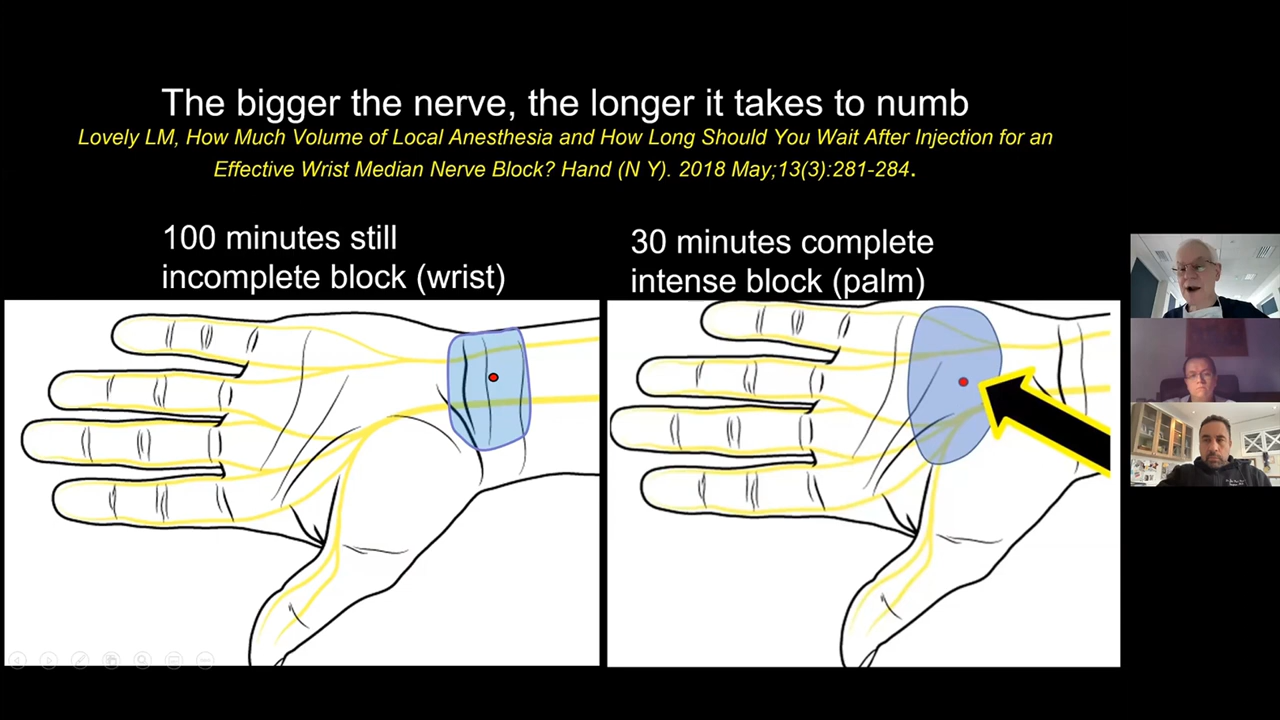 The bigger the nerve, the longer it takes to numb
Lovely LM, How Much Volume of Local Anesthesia and How Long Should You Wait After Injection for an
Effective Wrist Median Nerve Block? Hand (N Y). 2018 May;13(3):281-284.
100 minutes still
incomplete block (wrist)
30 minutes complete
intense block (palm)